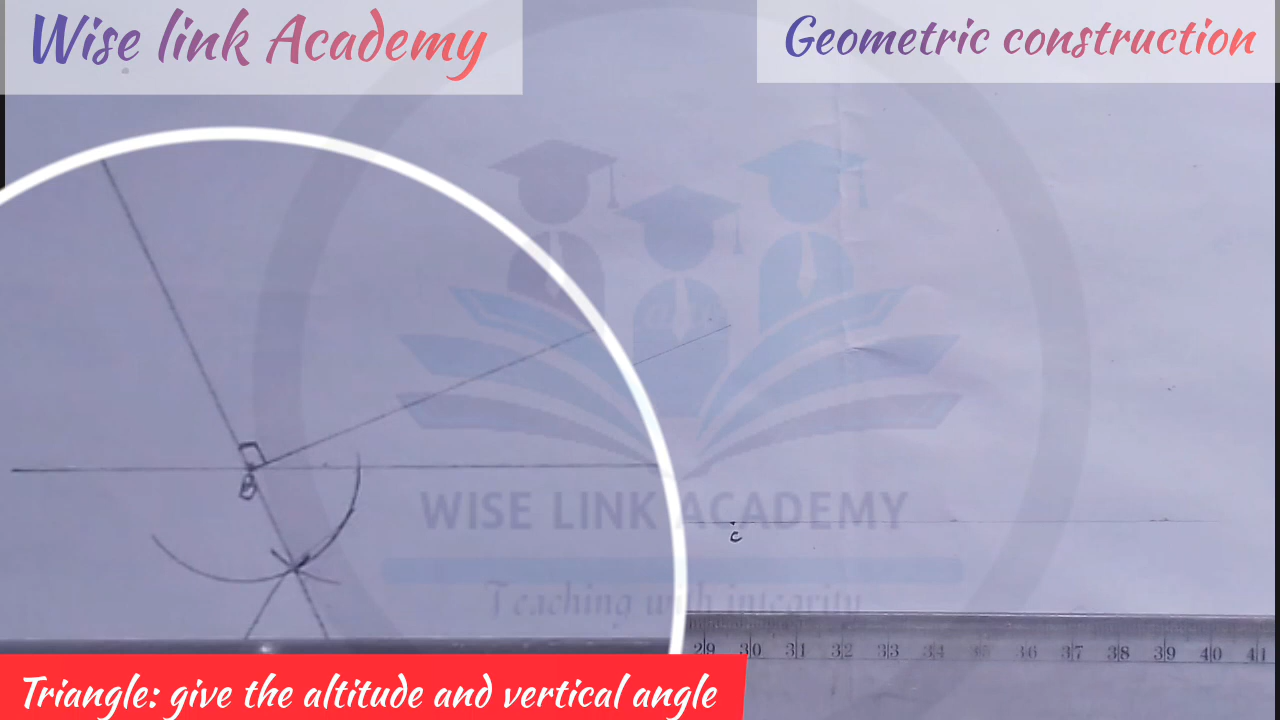 Wise link Academy
Geometric construction
B
WISE LINK ACADEMY
c
Teaching with integrity
29 30 31 32 33 34 35 36 37 38 39 40 41
Triangle: give the altitude and vertical angle